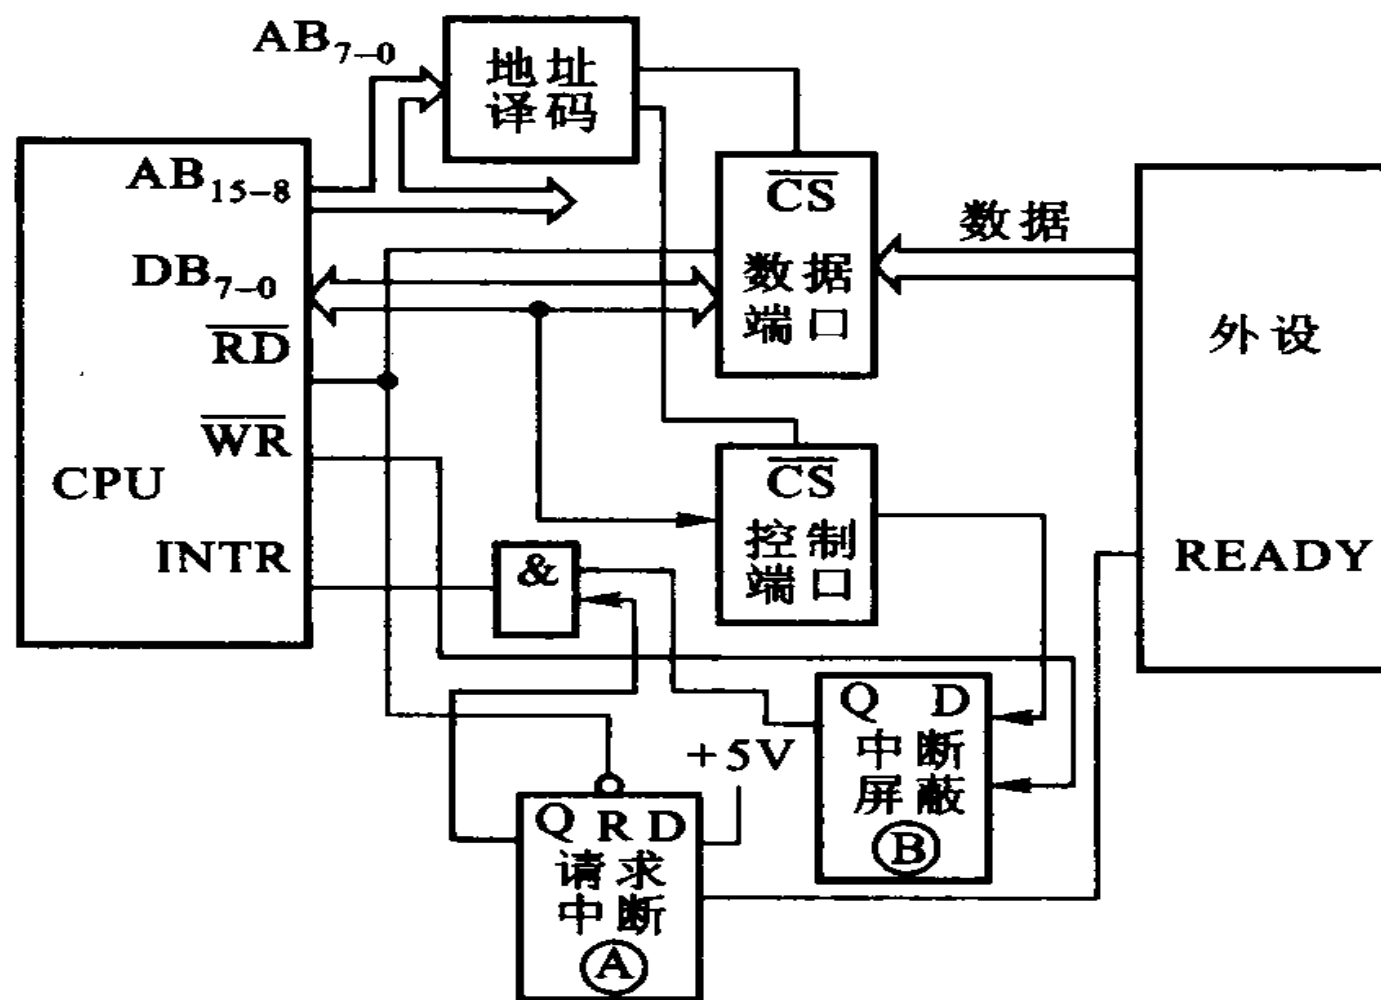 AB7-0
地址
译码
AB15-8
CS
数据
DB7-0
数据
端口
外设
RD
WR
CPU
CS
控制
端口
INTR
&
READY
Q D
中断
屏蔽
B
+5V
Q R D
请求
中断
A